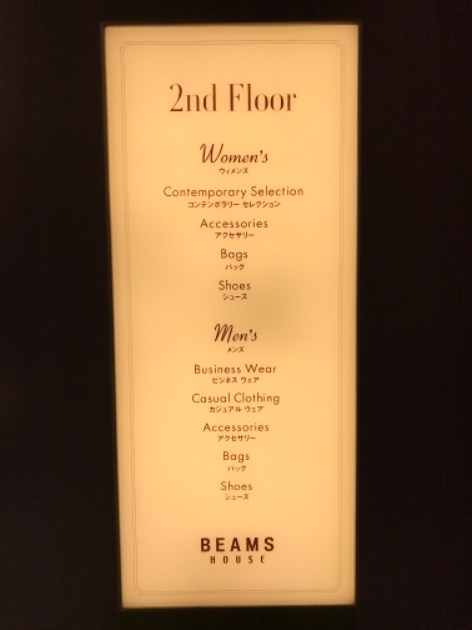 2nd Floor
Women's
ウィメンズ
Contemporary Selection
コンテンポラリー セレクション
Accessories
アクセサリー
Bags
バッグ
Shoes
シューズ
Men's
メンズ
Business Wear
ビジネス ウェア
Casual Clothing
カジュアル ウェア
Accessories
アクセサリー
Bags
バッグ
Shoes
シューズ
BEAMS
HOUSE